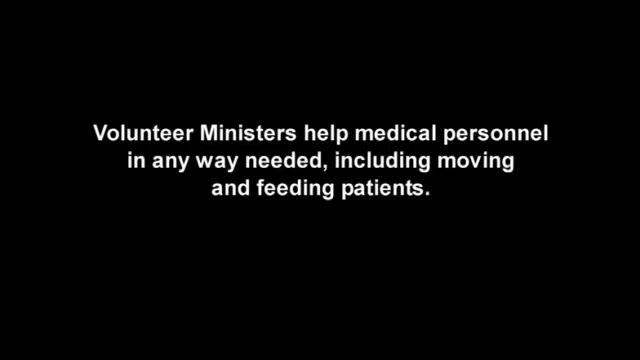 Volunteer Ministers help medical personnel
in any way needed, including moving
and feeding patients.